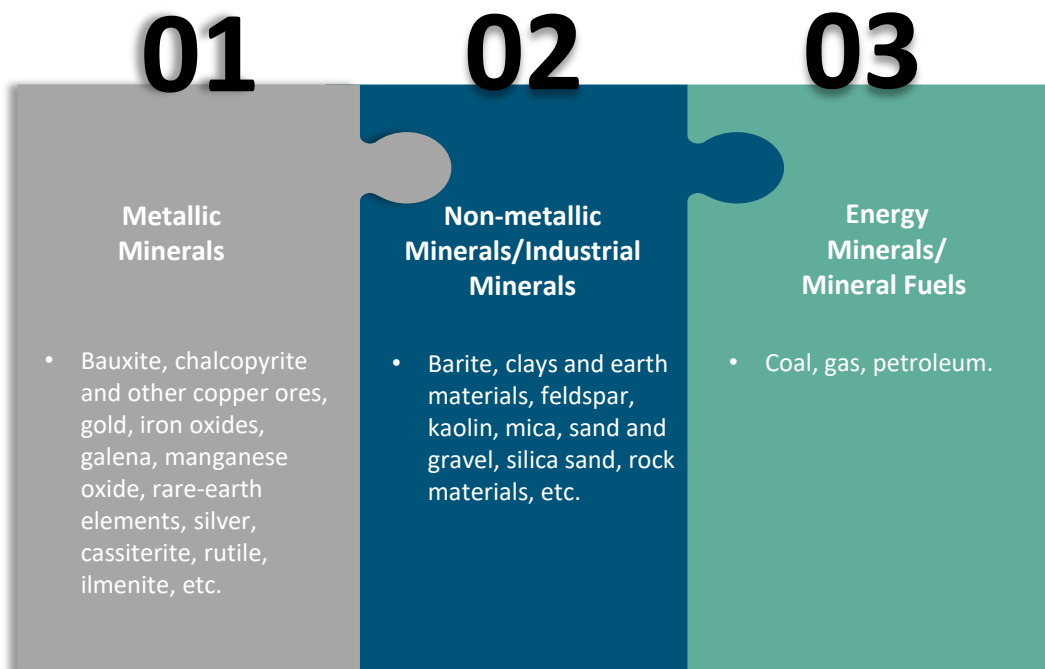 01
Metallic
Minerals
• Bauxite, chalcopyrite
and other copper ores,
gold, iron oxides,
galena, manganese
oxide, rare-earth
elements, silver,
cassiterite, rutile,
ilmenite, etc.
02
Non-metallic
Minerals/Industrial
Minerals
• Barite, clays and earth
materials, feldspar,
kaolin, mica, sand and
gravel, silica sand, rock
materials, etc.
03
Energy
Minerals/
Mineral Fuels
• Coal, gas, petroleum.